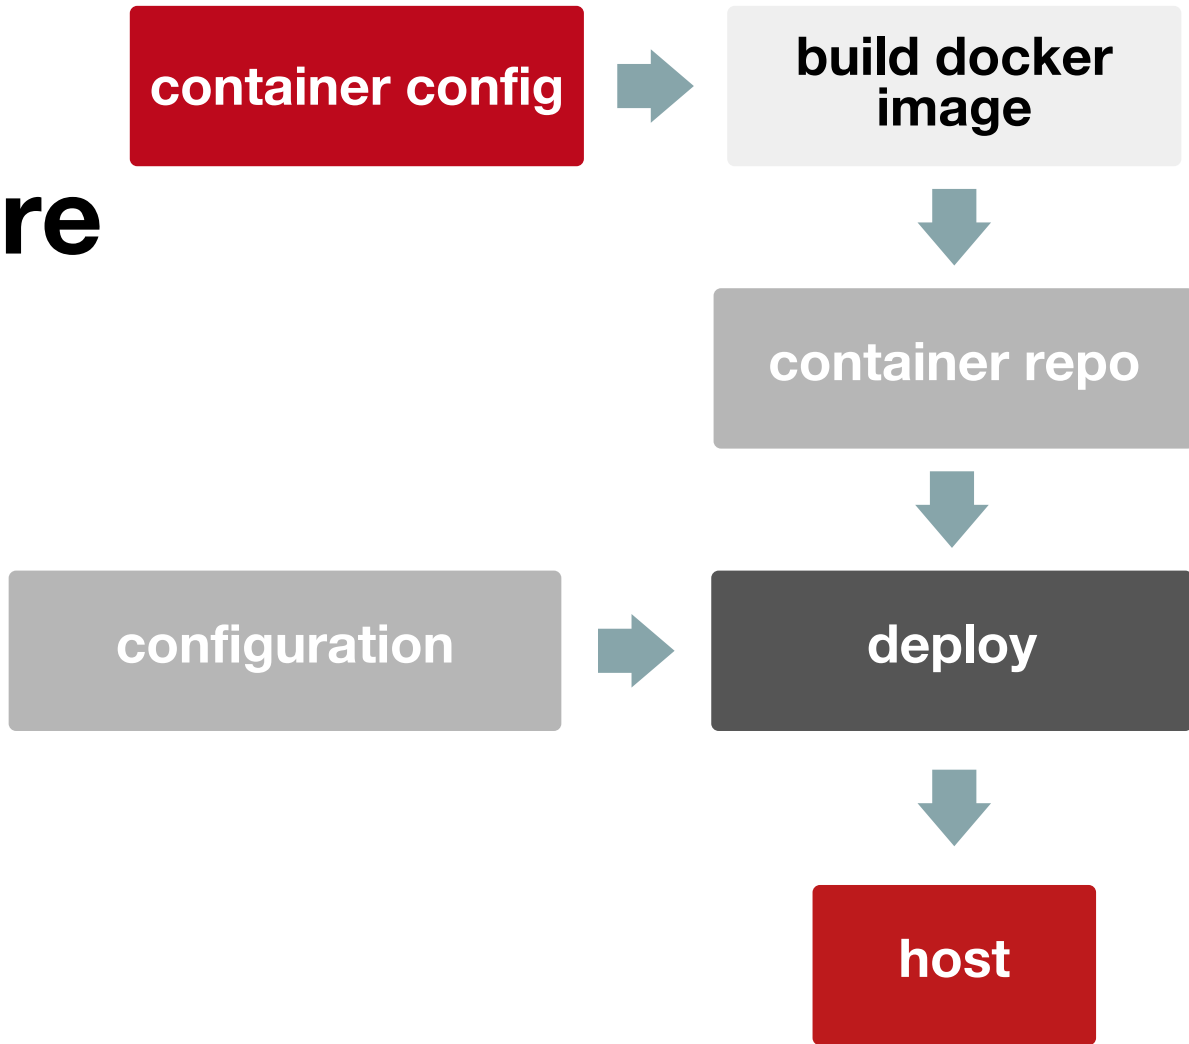 container config
build docker
image
re
container repo
configuration
deploy
host